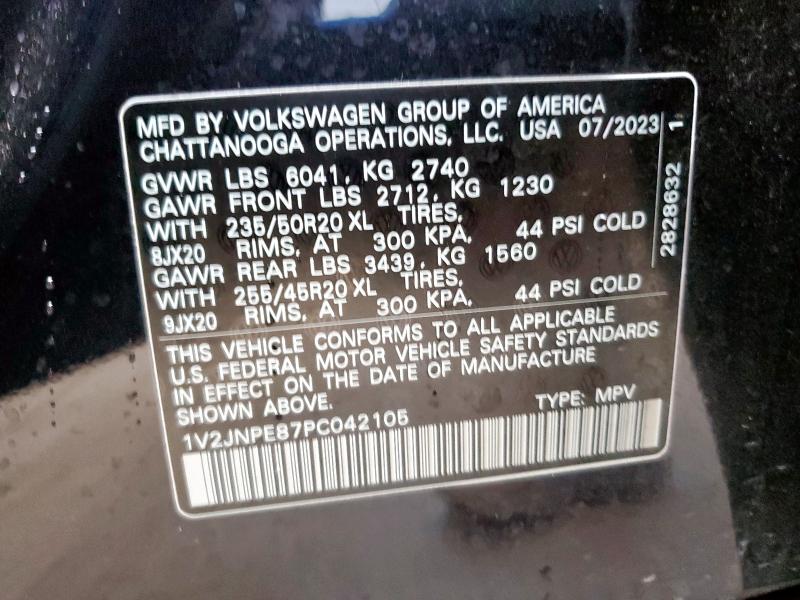 MFD BY VOLKSWAGEN GROUP OF AMERICA
CHATTANOOGA OPERATIONS, LLC. USA 07/2023
GVWR LBS 6041, KG 2740
GAWR FRONT LBS 2712, KG 1230
WITH 235/50R20 XL TIRES,
8JX20 RIMS, AT 300 KPA, 44 PSI COLD
GAWR REAR LBS 3439, KG 1560
WITH 255/45R20 XL TIRES,
9JX20 RIMS, AT 300 KPA, 44 PSI COLD
THIS VEHICLE CONFORMS TO ALL APPLICABLE
U.S. FEDERAL MOTOR VEHICLE SAFETY STANDARDS
IN EFFECT ON THE DATE OF MANUFACTURE
SHOWN ABOVE. TYPE: MPV
1V2JNPE87PC042105
2828632 1